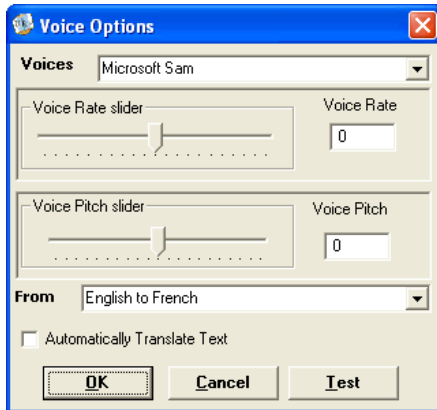 Voice Options
Voices Microsoft Sam
Voice Rate slider Voice Rate
0
Voice Pitch slider Voice Pitch
0
From English to French
Automatically Translate Text
OK Cancel Test